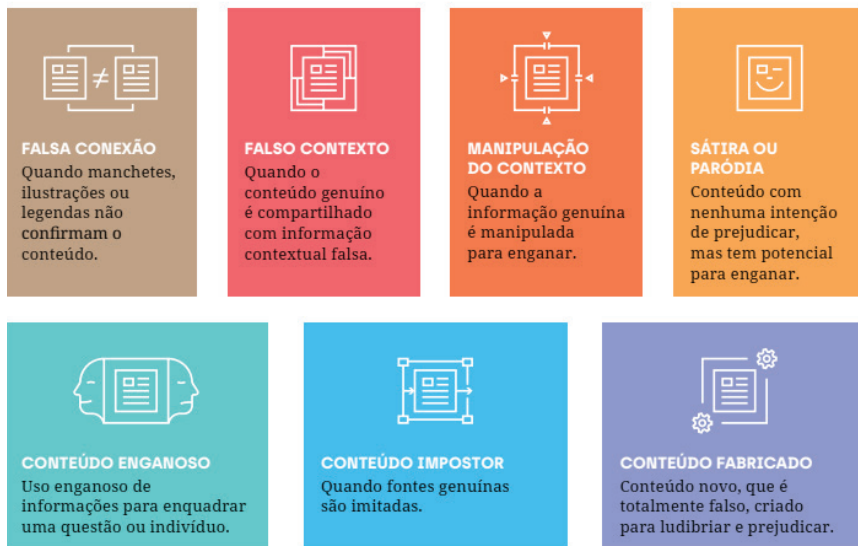 FALSA CONEXÃO
Quando manchetes,
ilustrações ou
legendas não
confirmam o
conteúdo.
FALSO CONTEXTO
Quando o
conteúdo genuíno
é compartilhado
com informação
contextual falsa.
MANIPULAÇÃO
DO CONTEXTO
Quando a
informação genuína
é manipulada
para enganar.
SÁTIRA OU
PARÓDIA
Conteúdo com
nenhuma intenção
de prejudicar,
mas tem potencial
para enganar.
CONTEÚDO ENGANOSO
Uso enganoso de
informações para enquadrar
uma questão ou indivíduo.
CONTEÚDO IMPOSTOR
Quando fontes genuínas
são imitadas.
CONTEÚDO FABRICADO
Conteúdo novo, que é
totalmente falso, criado
para ludibriar e prejudicar.